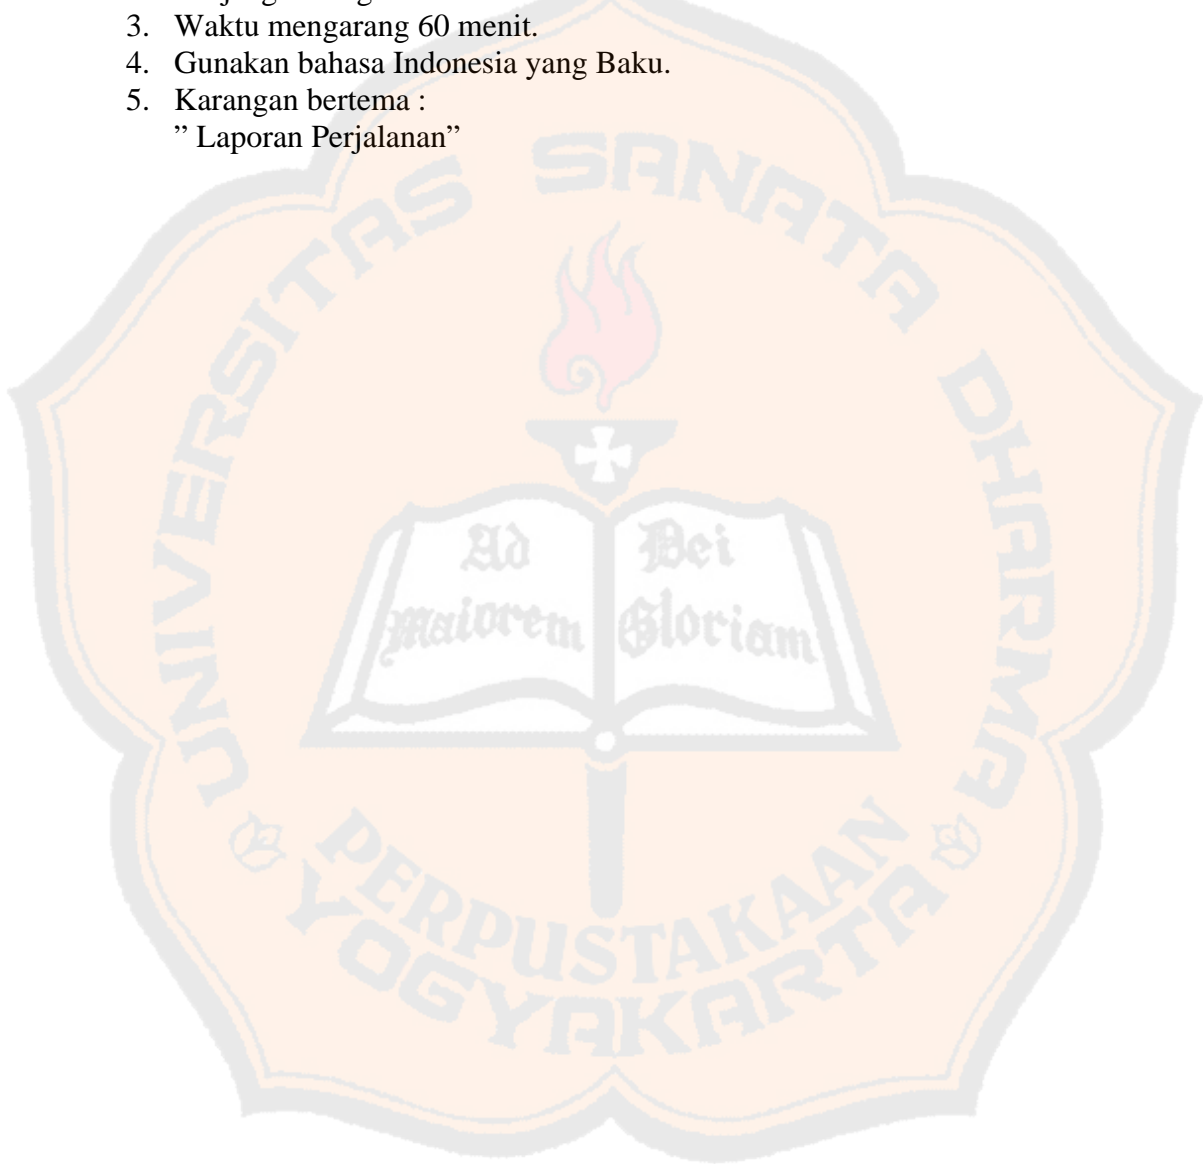 3. Waktu mengarang 60 menit.
4. Gunakan bahasa Indonesia yang Baku.
5. Karangan bertema :
” Laporan Perjalanan”
UNIVERSITAS SANATA DHARMA
Ad Dei
maiorem Gloriam
PERPUSTAKAAN
YOGYAKARTA